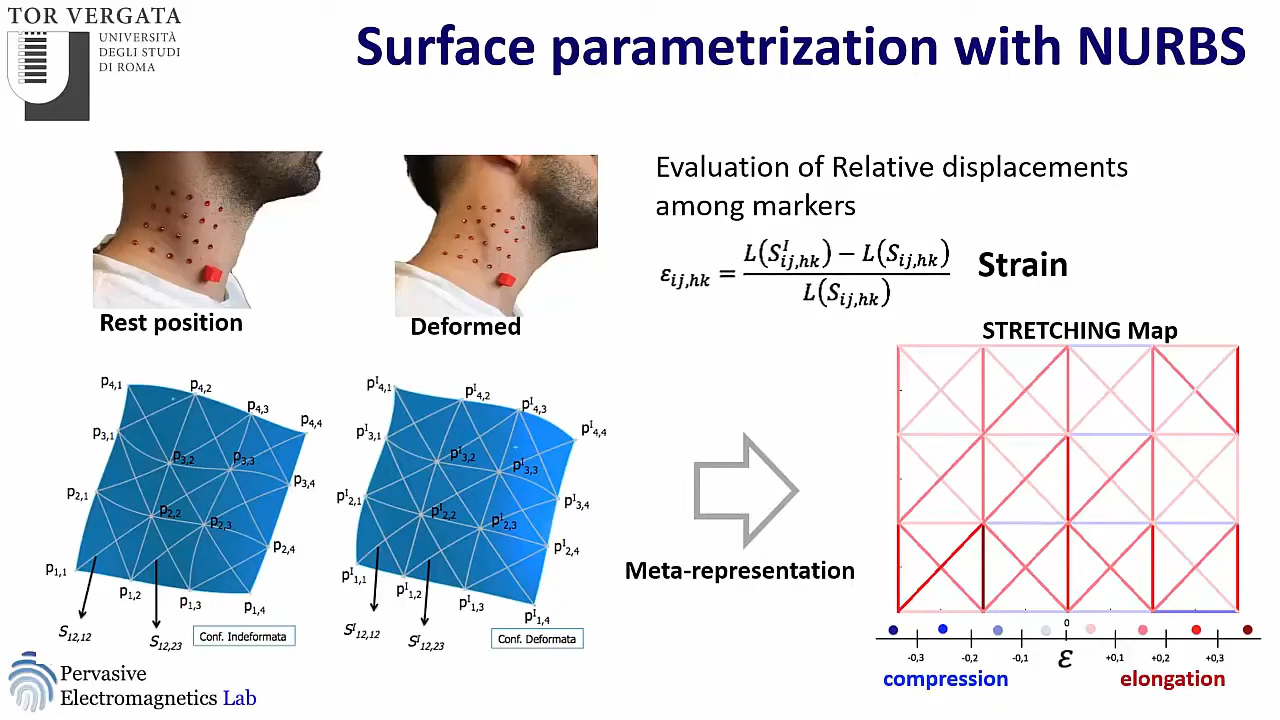 TOR VERGATA
UNIVERSITÀ
DEGLI STUDI
DI ROMA
Surface parametrization with NURBS
Rest position
Deformed
Evaluation of Relative displacements
among markers
εij,hk = L(S^I ij,hk) − L(Sij,hk) / L(Sij,hk)
Strain
STRETCHING Map
p4,1
p4,2
p4,3
p4,4
p3,1
p3,2
p3,3
p3,4
p2,1
p2,2
p2,3
p2,4
p1,1
p1,2
p1,3
p1,4
S12,12
S12,23
Conf. Indeformata
pI4,1
pI4,2
pI4,3
pI4,4
pI3,1
pI3,2
pI3,3
pI3,4
pI2,1
pI2,2
pI2,3
pI2,4
pI1,1
pI1,2
pI1,3
pI1,4
SI12,12
SI12,23
Conf. Deformata
Meta-representation
0
-0,3 -0,2 -0,1 ε +0,1 +0,2 +0,3
compression elongation
Pervasive
Electromagnetics Lab